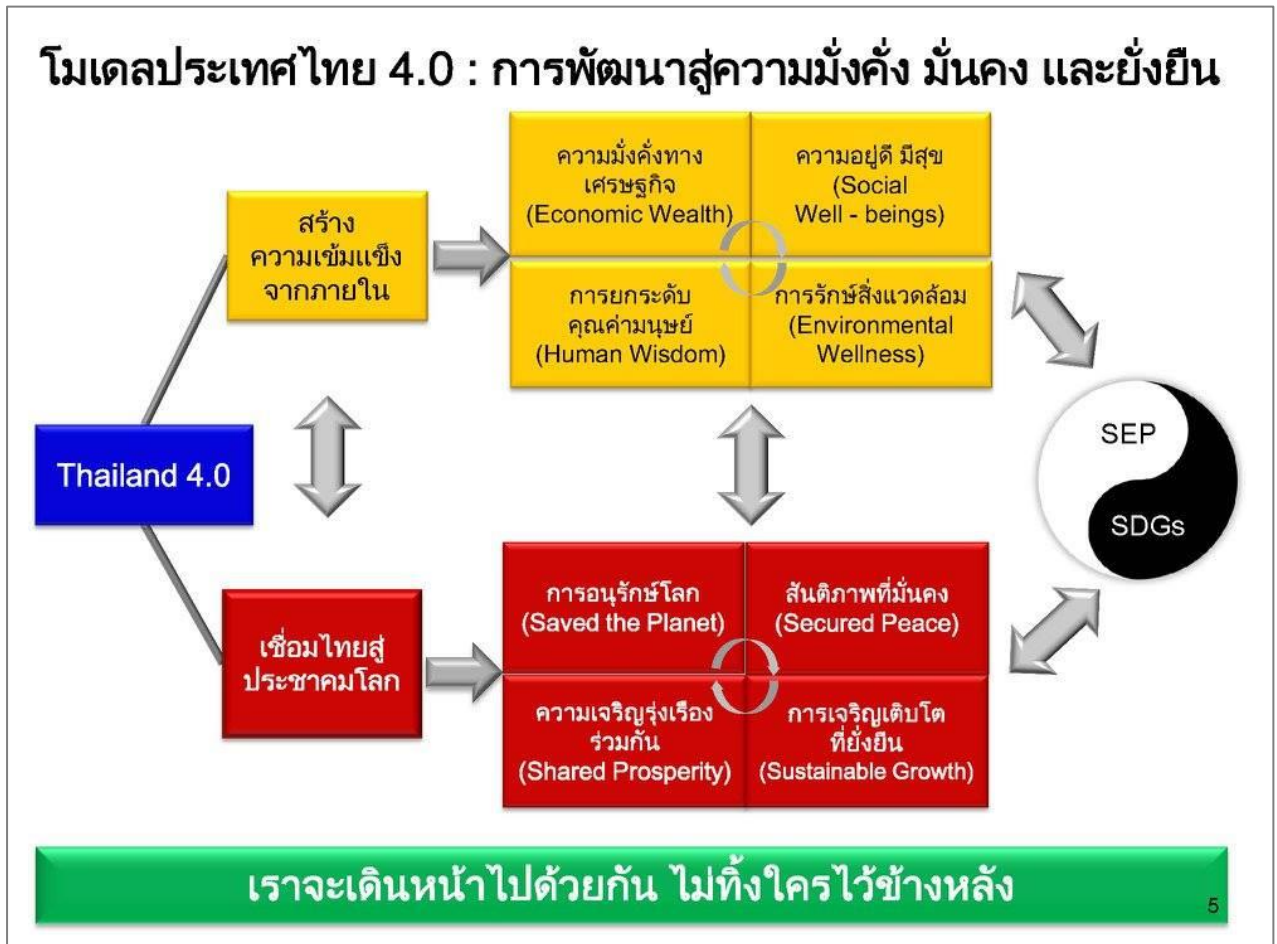 โมเดลประเทศไทย 4.0 : การพัฒนาสู่ความมั่งคั่ง มั่นคง และยั่งยืน
สร้าง
ความเข้มแข็ง
จากภายใน
ความมั่งคั่งทาง
เศรษฐกิจ
(Economic Wealth)
ความอยู่ดี มีสุข
(Social
Well - beings)
การยกระดับ
คุณค่ามนุษย์
(Human Wisdom)
การรักษ์สิ่งแวดล้อม
(Environmental
Wellness)
Thailand 4.0
SEP
SDGs
เชื่อมไทยสู่
ประชาคมโลก
การอนุรักษ์โลก
(Saved the Planet)
สันติภาพที่มั่นคง
(Secured Peace)
ความเจริญรุ่งเรือง
ร่วมกัน
(Shared Prosperity)
การเจริญเติบโต
ที่ยั่งยืน
(Sustainable Growth)
เราจะเดินหน้าไปด้วยกัน ไม่ทิ้งใครไว้ข้างหลัง
5